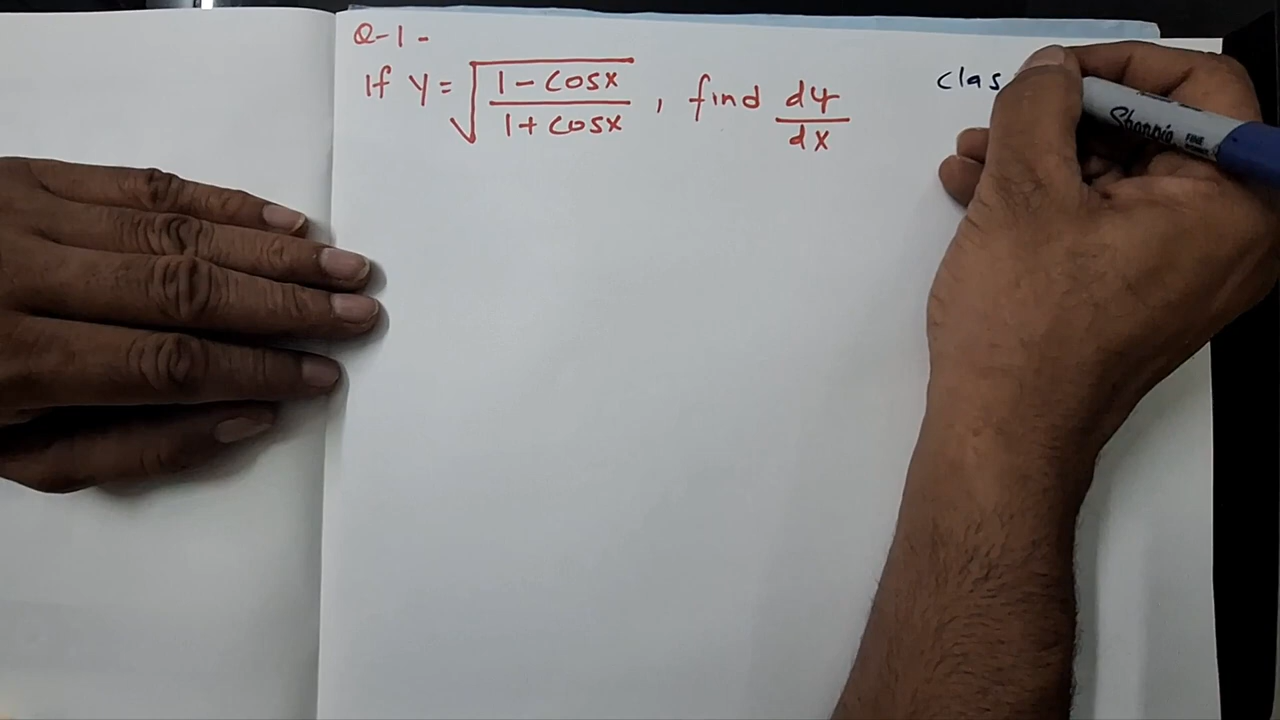 Q-1-
If y = √(1 - cosx / 1 + cosx), find dy/dx
clas
Sharpie FINE